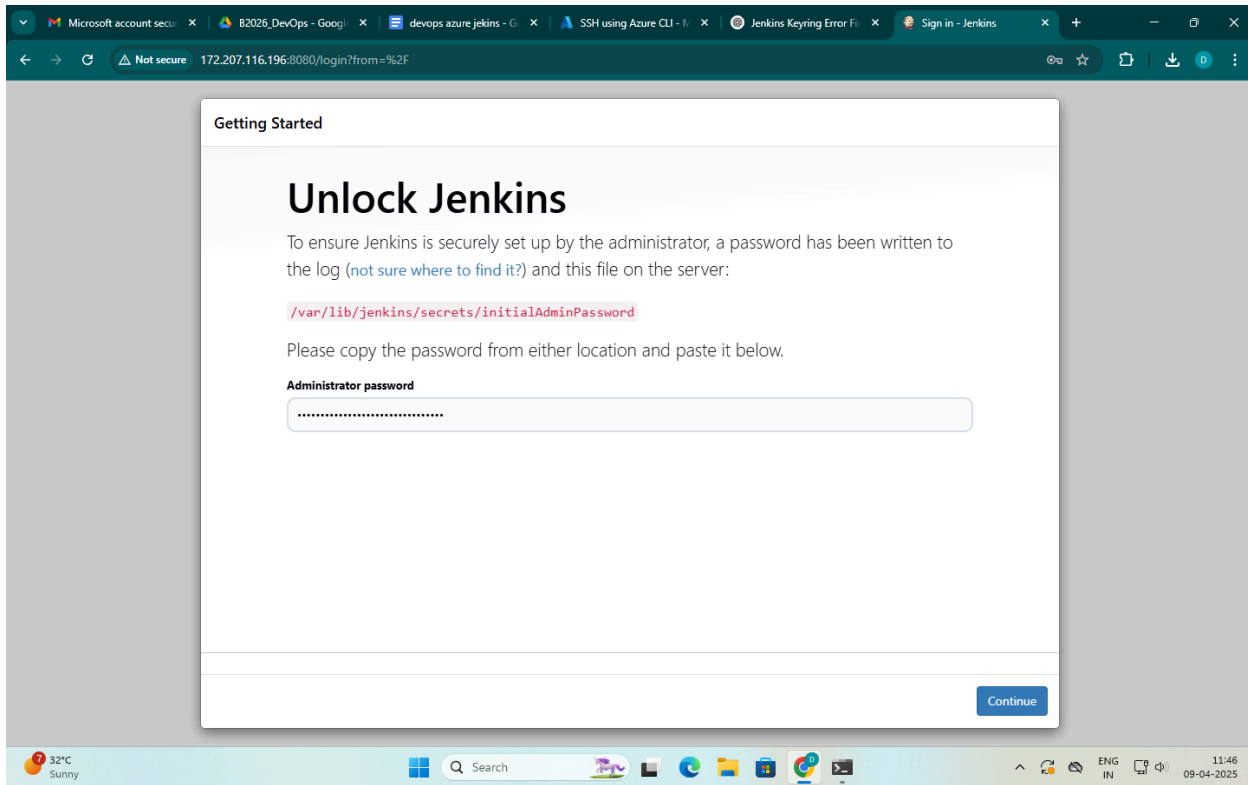 Microsoft account secu
B2026_DevOps - Googl
devops azure jekins - G
SSH using Azure CLI - M
Jenkins Keyring Error Fi
Sign in - Jenkins
Not secure
172.207.116.196:8080/login?from=%2F
D
Getting Started
Unlock Jenkins
To ensure Jenkins is securely set up by the administrator, a password has been written to
the log (not sure where to find it?) and this file on the server:
/var/lib/jenkins/secrets/initialAdminPassword
Please copy the password from either location and paste it below.
Administrator password
••••••••••••••••••••••••••••••••
Continue
7
32°C
Sunny
Search
ENG
IN
11:46
09-04-2025